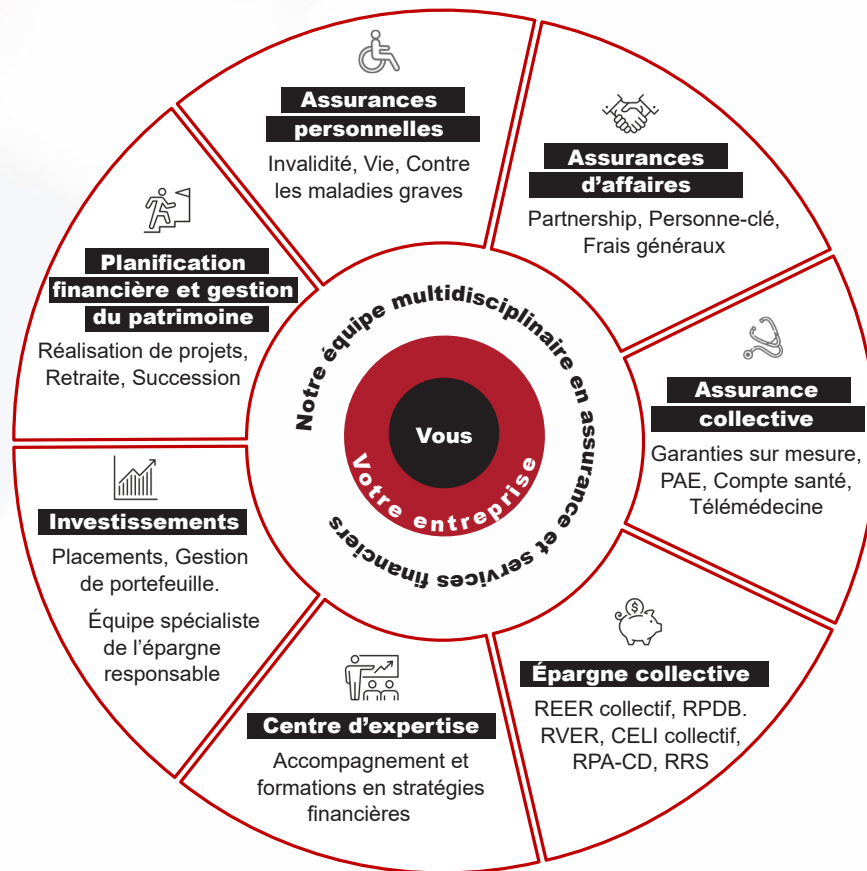 Assurances
personnelles
Invalidité, Vie, Contre
les maladies graves
Assurances
d'affaires
Partnership, Personne-clé,
Frais généraux
Assurance
collective
Garanties sur mesure,
PAE, Compte santé,
Télémédecine
Épargne collective
REER collectif, RPDB.
RVER, CELI collectif,
RPA-CD, RRS
Centre d'expertise
Accompagnement et
formations en stratégies
financières
Investissements
Placements, Gestion
de portefeuille.
Équipe spécialiste
de l'épargne
responsable
Planification
financière et gestion
du patrimoine
Réalisation de projets,
Retraite, Succession
Notre équipe multidisciplinaire en assurance et services financiers
Vous
Votre entreprise